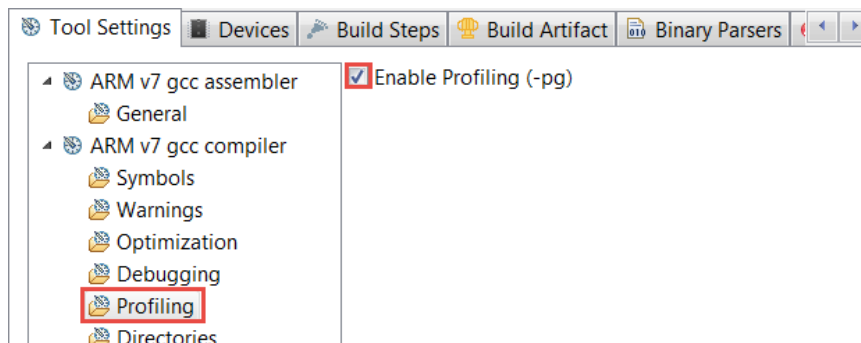 Tool Settings Devices Build Steps Build Artifact Binary Parsers
ARM v7 gcc assembler
General
ARM v7 gcc compiler
Symbols
Warnings
Optimization
Debugging
Profiling
Directories
Enable Profiling (-pg)